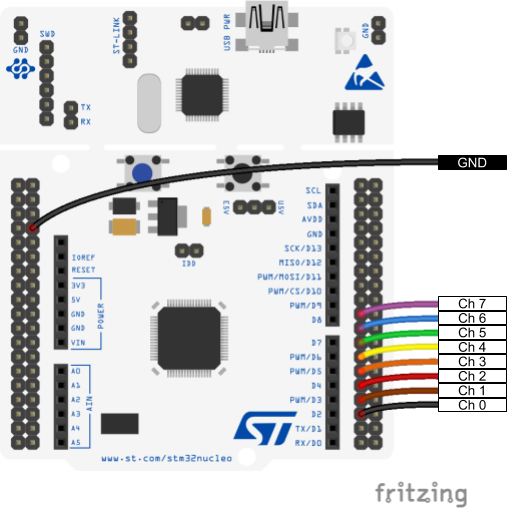 GND
SWD
TX
RX
ST-LINK
USB PWR
GND
GND
E5V
U5V
IDD
SCL
SDA
AVDD
GND
SCK/D13
MISO/D12
PWM/MOSI/D11
PWM/CS/D10
PWM/D9
D8
D7
PWM/D6
PWM/D5
D4
PWM/D3
D2
TX/D1
RX/D0
IOREF
RESET
3V3
5V
GND
GND
VIN
POWER
A0
A1
A2
A3
A4
A5
AIN
Ch 7
Ch 6
Ch 5
Ch 4
Ch 3
Ch 2
Ch 1
Ch 0
ST
www.st.com/stm32nucleo
fritzing